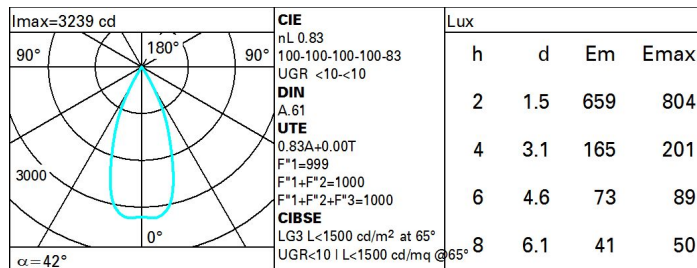 Imax=3239 cd
90° 180° 90°
3000
0°
α=42°
CIE
nL 0.83
100-100-100-100-83
UGR <10-<10
DIN
A.61
UTE
0.83A+0.00T
F"1=999
F"1+F"2=1000
F"1+F"2+F"3=1000
CIBSE
LG3 L<1500 cd/m² at 65°
UGR<10 | L<1500 cd/mq @65°
Lux
h d Em Emax
2 1.5 659 804
4 3.1 165 201
6 4.6 73 89
8 6.1 41 50